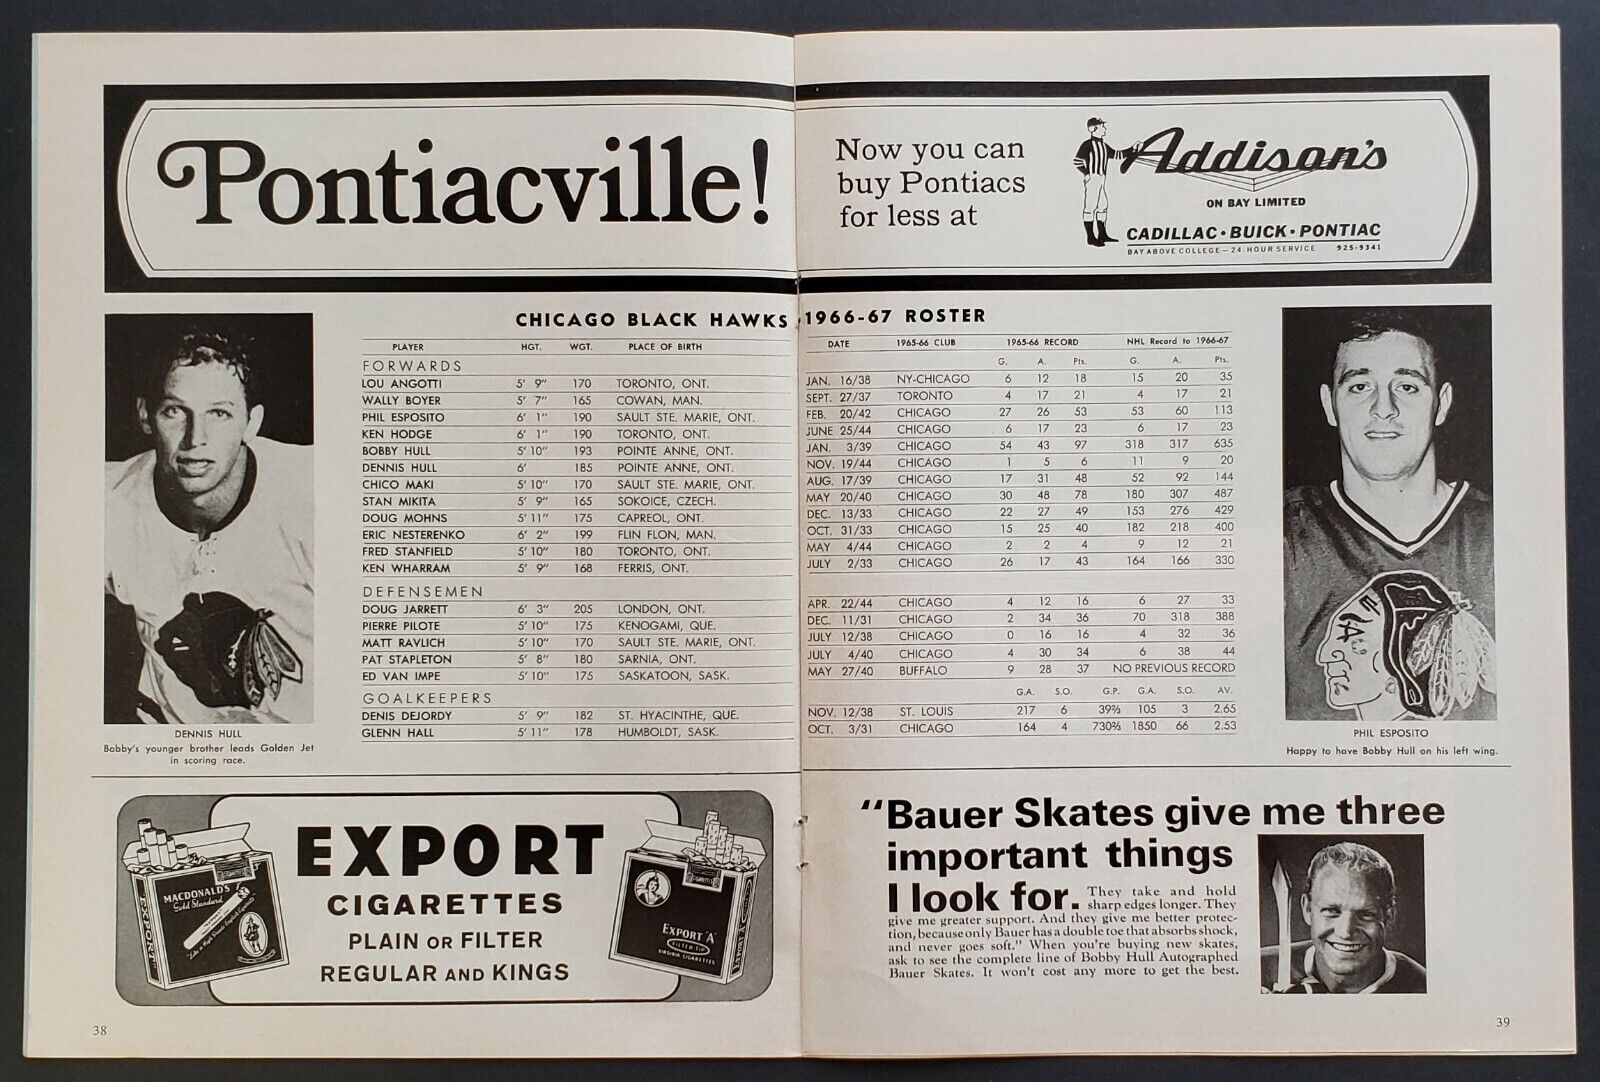 Pontiacville!
Now you can
buy Pontiacs
for less at
Addison's
ON BAY LIMITED
CADILLAC • BUICK • PONTIAC
BAY ABOVE COLLEGE — 24-HOUR SERVICE 925-9341
CHICAGO BLACK HAWKS 1966-67 ROSTER
PLAYER HGT. WGT. PLACE OF BIRTH DATE 1965-66 CLUB 1965-66 RECORD NHL Record to 1966-67
G. A. Pts. G. A. Pts.
FORWARDS
LOU ANGOTTI 5' 9" 170 TORONTO, ONT. JAN. 16/38 NY-CHICAGO 6 12 18 15 20 35
WALLY BOYER 5' 7" 165 COWAN, MAN. SEPT. 27/37 TORONTO 4 17 21 4 17 21
PHIL ESPOSITO 6' 1" 190 SAULT STE. MARIE, ONT. FEB. 20/42 CHICAGO 27 26 53 53 60 113
KEN HODGE 6' 1" 190 TORONTO, ONT. JUNE 25/44 CHICAGO 6 17 23 6 17 23
BOBBY HULL 5' 10" 193 POINTE ANNE, ONT. JAN. 3/39 CHICAGO 54 43 97 318 317 635
DENNIS HULL 6' 185 POINTE ANNE, ONT. NOV. 19/44 CHICAGO 1 5 6 11 9 20
CHICO MAKI 5' 10" 170 SAULT STE. MARIE, ONT. AUG. 17/39 CHICAGO 17 31 48 52 92 144
STAN MIKITA 5' 9" 165 SOKOICE, CZECH. MAY 20/40 CHICAGO 30 48 78 180 307 487
DOUG MOHNS 5' 11" 175 CAPREOL, ONT. DEC. 13/33 CHICAGO 22 27 49 153 276 429
ERIC NESTERENKO 6' 2" 199 FLIN FLON, MAN. OCT. 31/33 CHICAGO 15 25 40 182 218 400
FRED STANFIELD 5' 10" 180 TORONTO, ONT. MAY 4/44 CHICAGO 2 2 4 9 12 21
KEN WHARRAM 5' 9" 168 FERRIS, ONT. JULY 2/33 CHICAGO 26 17 43 164 166 330
DEFENSEMEN
DOUG JARRETT 6' 3" 205 LONDON, ONT. APR. 22/44 CHICAGO 4 12 16 6 27 33
PIERRE PILOTE 5' 10" 175 KENOGAMI, QUE. DEC. 11/31 CHICAGO 2 34 36 70 318 388
MATT RAVLICH 5' 10" 170 SAULT STE. MARIE, ONT. JULY 12/38 CHICAGO 0 16 16 4 32 36
PAT STAPLETON 5' 8" 180 SARNIA, ONT. JULY 4/40 CHICAGO 4 30 34 6 38 44
ED VAN IMPE 5' 10" 175 SASKATOON, SASK. MAY 27/40 BUFFALO 9 28 37 NO PREVIOUS RECORD
GOALKEEPERS G.A. S.O. G.P. G.A. S.O. AV.
DENIS DEJORDY 5' 9" 182 ST. HYACINTHE, QUE. NOV. 12/38 ST. LOUIS 217 6 39⅔ 105 3 2.65
GLENN HALL 5' 11" 178 HUMBOLDT, SASK. OCT. 3/31 CHICAGO 164 4 730⅔ 1850 66 2.53
DENNIS HULL
Bobby's younger brother leads Golden Jet
in scoring race.
PHIL ESPOSITO
Happy to have Bobby Hull on his left wing.
EXPORT
CIGARETTES
PLAIN OR FILTER
REGULAR AND KINGS
MACDONALD'S
Gold Standard
EXPORT
EXPORT "A"
FILTER TIP
VIRGINIA CIGARETTES
"Bauer Skates give me three
important things
I look for. They take and hold
sharp edges longer. They
give me greater support. And they give me better protec-
tion, because only Bauer has a double toe that absorbs shock,
and never goes soft." When you're buying new skates,
ask to see the complete line of Bobby Hull Autographed
Bauer Skates. It won't cost any more to get the best.
38
39